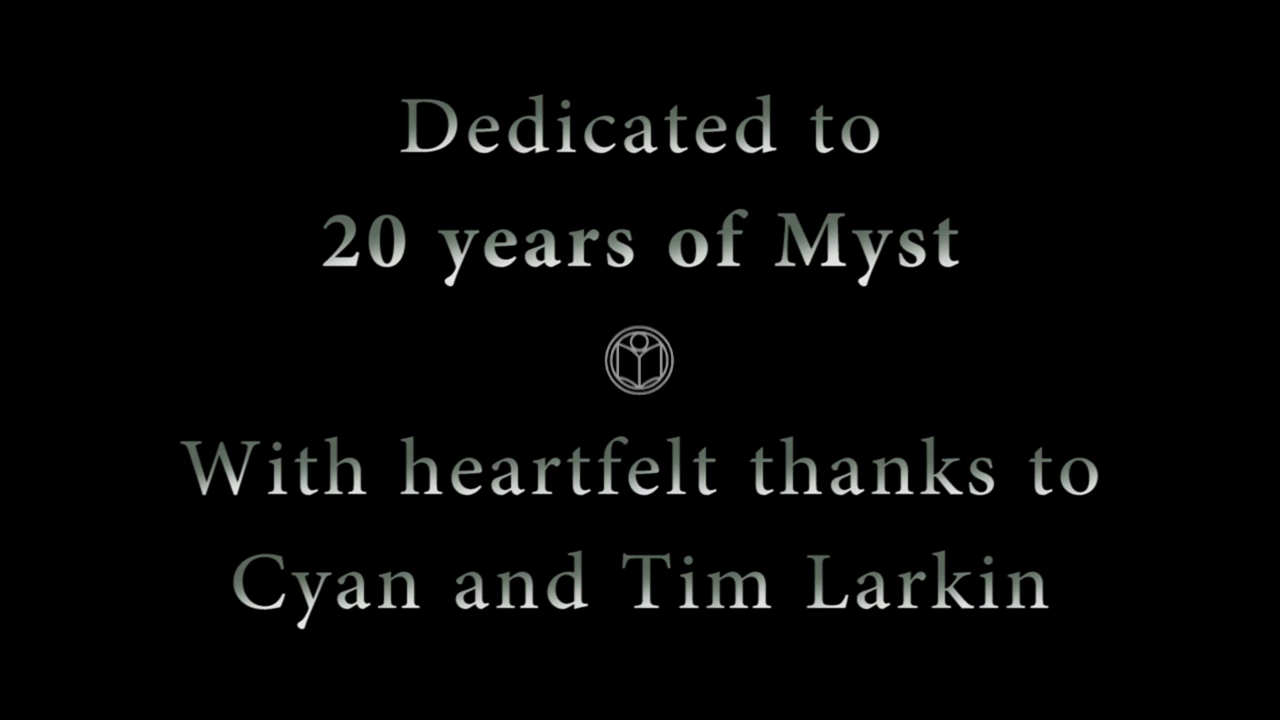 Dedicated to
20 years of Myst
With heartfelt thanks to
Cyan and Tim Larkin